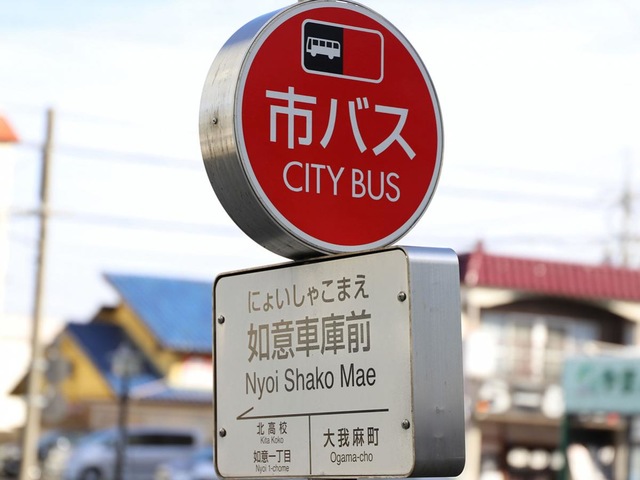 市バス
CITY BUS
にょいしゃこまえ
如意車庫前
Nyoi Shako Mae
北高校
Kita Koko
如意一丁目
Nyoi 1-chome
大我麻町
Ogama-cho